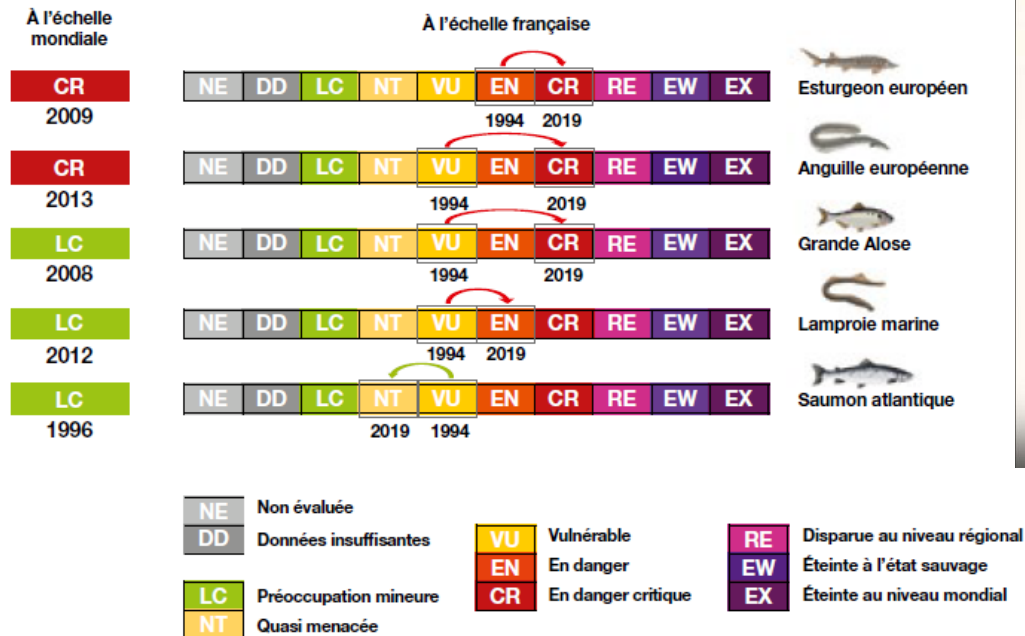 À l'échelle
mondiale
À l'échelle française
CR
NE DD LC NT VU EN CR RE EW EX
Esturgeon européen
2009
1994 2019
CR
NE DD LC NT VU EN CR RE EW EX
Anguille européenne
2013
1994 2019
LC
NE DD LC NT VU EN CR RE EW EX
Grande Alose
2008
1994 2019
LC
NE DD LC NT VU EN CR RE EW EX
Lamproie marine
2012
1994 2019
LC
NE DD LC NT VU EN CR RE EW EX
Saumon atlantique
1996
2019 1994
NE Non évaluée
DD Données insuffisantes
LC Préoccupation mineure
NT Quasi menacée
VU Vulnérable
EN En danger
CR En danger critique
RE Disparue au niveau régional
EW Éteinte à l'état sauvage
EX Éteinte au niveau mondial